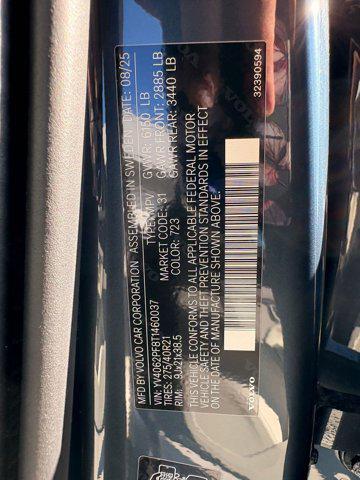 MFD BY VOLVO CAR CORPORATION ASSEMBLED IN SWEDEN DATE: 08/25
VIN: YV4062PF8T1460037 TYPE: MPV GVWR: 6150 LB
TIRES: 275/40R21 MARKET CODE: 31 GAWR FRONT: 2885 LB
RIM: 9Jx21x38.5 COLOR: 723 GAWR REAR: 3440 LB
THIS VEHICLE CONFORMS TO ALL APPLICABLE FEDERAL MOTOR
VEHICLE SAFETY AND THEFT PREVENTION STANDARDS IN EFFECT
ON THE DATE OF MANUFACTURE SHOWN ABOVE.
VOLVO 32390594